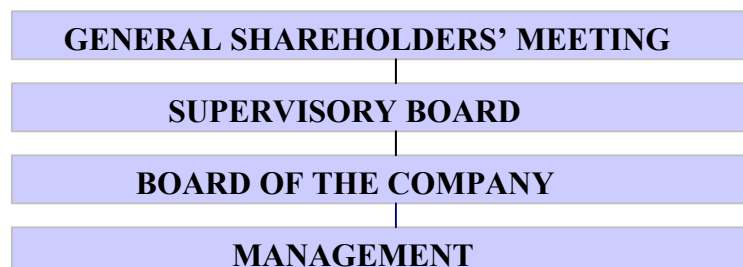 GENERAL SHAREHOLDERS’ MEETING
SUPERVISORY BOARD
BOARD OF THE COMPANY
MANAGEMENT